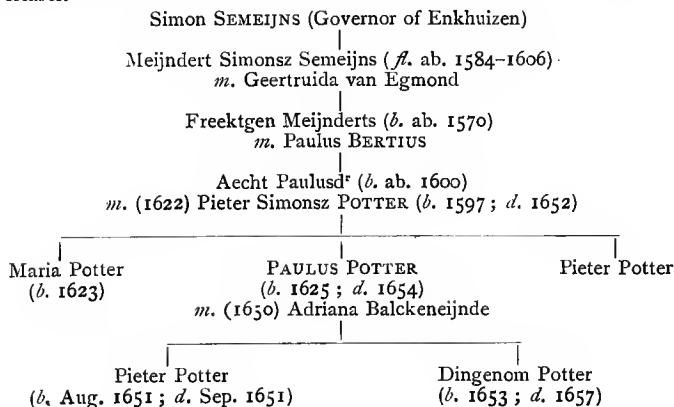 Simon SEMEIJNS (Governor of Enkhuizen)
Meijndert Simonsz Semeijns (fl. ab. 1584–1606)
m. Geertruida van Egmond
Freektgen Meijnderts (b. ab. 1570)
m. Paulus BERTIUS
Aecht Paulusdʳ (b. ab. 1600)
m. (1622) Pieter Simonsz POTTER (b. 1597 ; d. 1652)
Maria Potter PAULUS POTTER Pieter Potter
(b. 1623) (b. 1625 ; d. 1654)
m. (1650) Adriana Balckeneijnde
Pieter Potter Dingenom Potter
(b. Aug. 1651 ; d. Sep. 1651) (b. 1653 ; d. 1657)